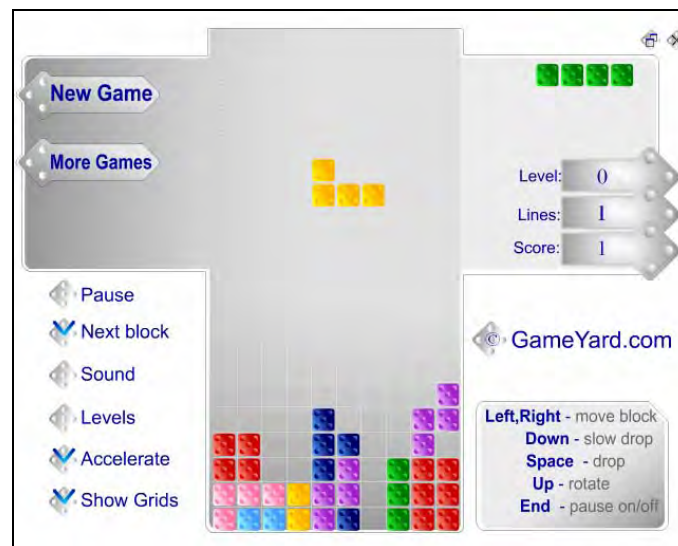 New Game
More Games
Level: 0
Lines: 1
Score: 1
Pause
Next block
Sound
Levels
Accelerate
Show Grids
© GameYard.com
Left,Right - move block
Down - slow drop
Space - drop
Up - rotate
End - pause on/off